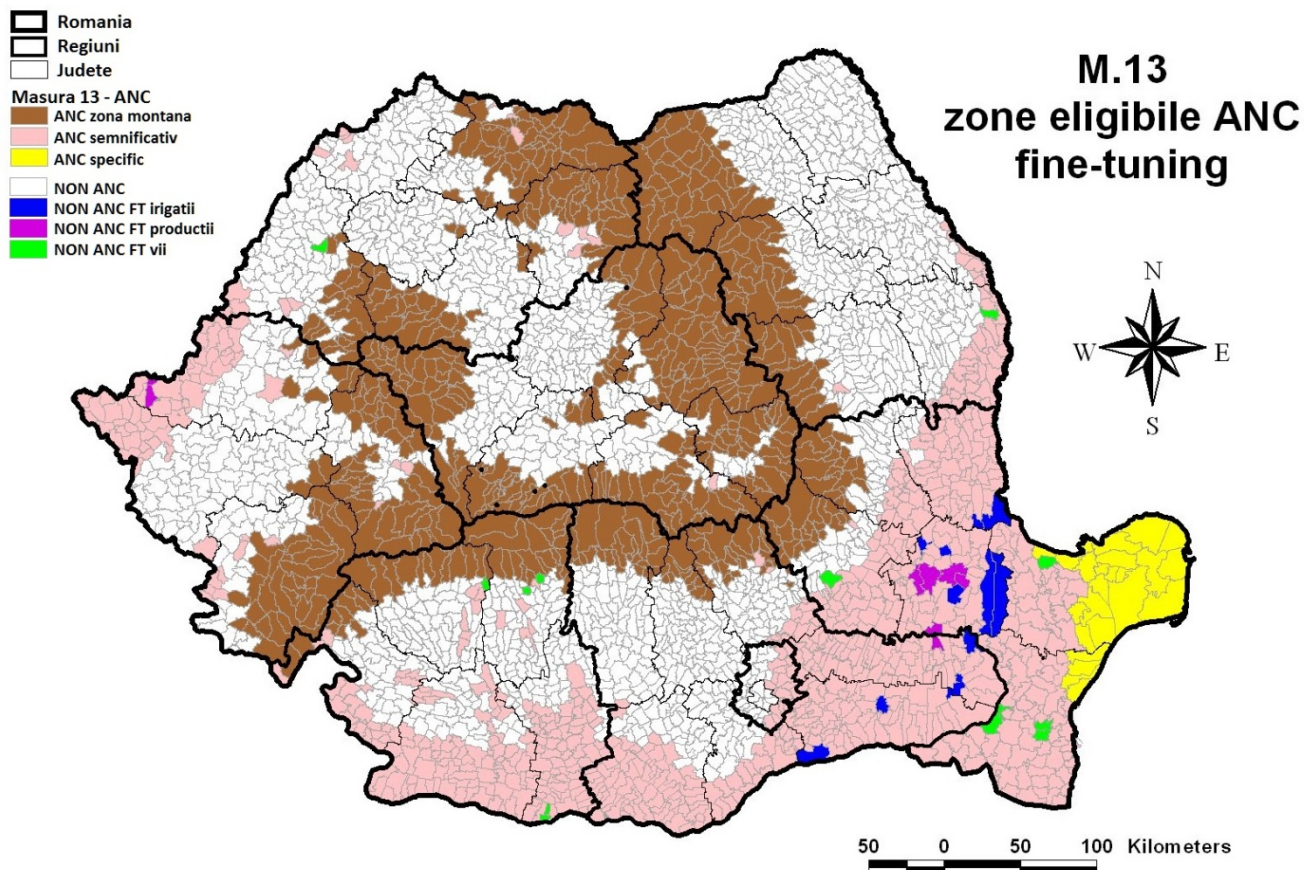 Romania
Regiuni
Judete
Masura 13 - ANC
ANC zona montana
ANC semnificativ
ANC specific
NON ANC
NON ANC FT irigatii
NON ANC FT productii
NON ANC FT vii
M.13
zone eligibile ANC
fine-tuning
N
W E
S
50 0 50 100 Kilometers